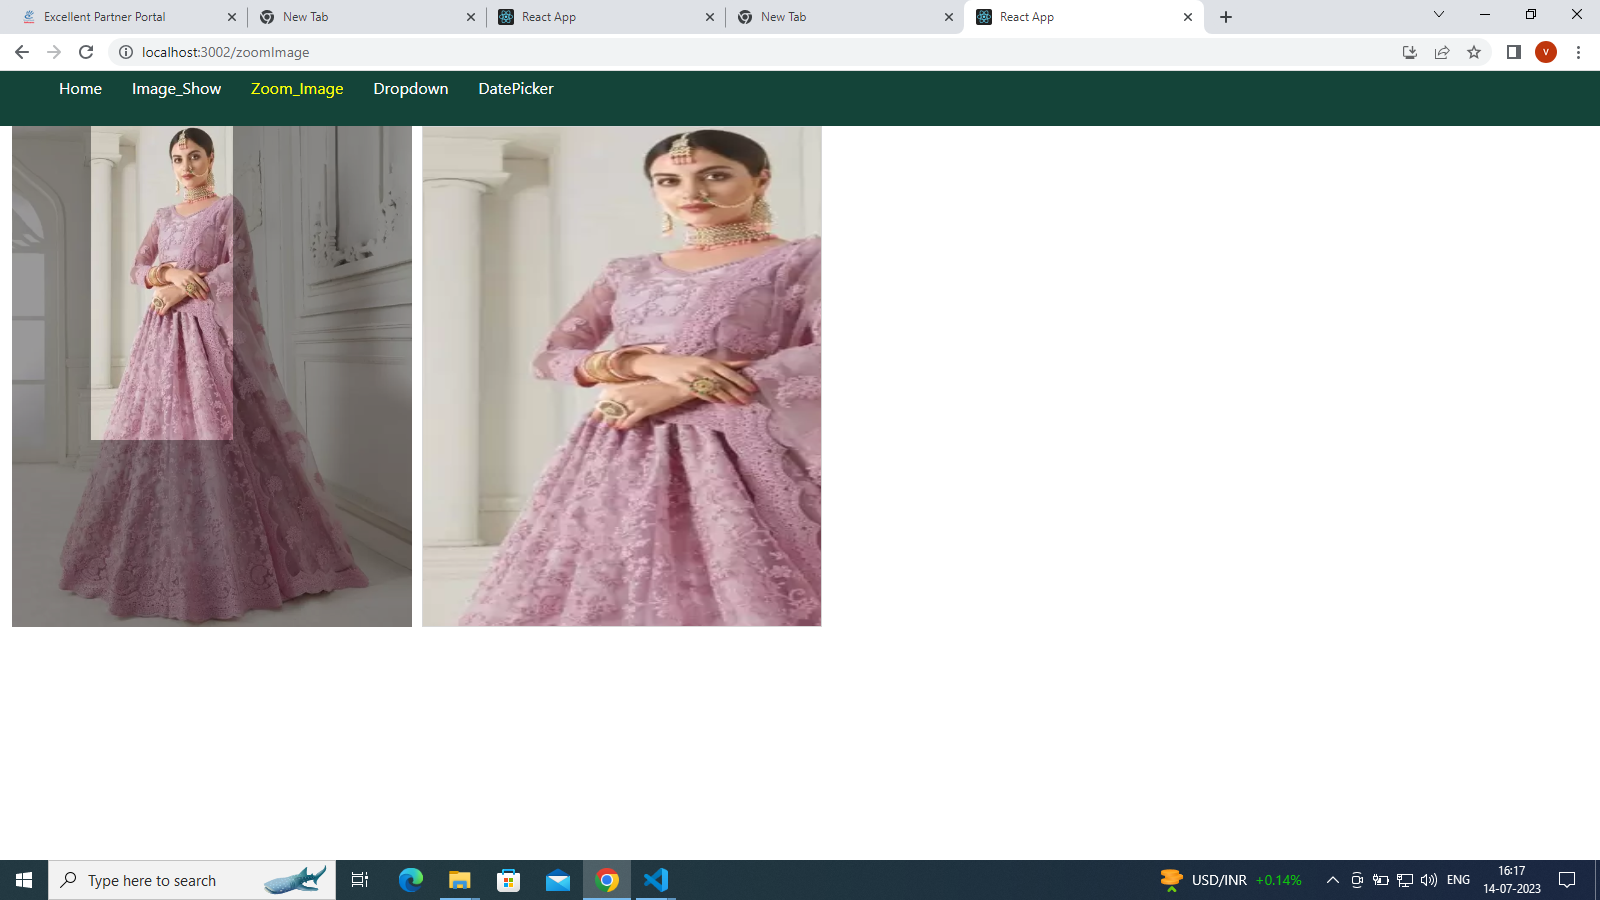 Excellent Partner Portal
New Tab
React App
New Tab
React App
localhost:3002/zoomImage
V
Home Image_Show Zoom_Image Dropdown DatePicker
Type here to search
USD/INR +0.14%
ENG
16:17
14-07-2023